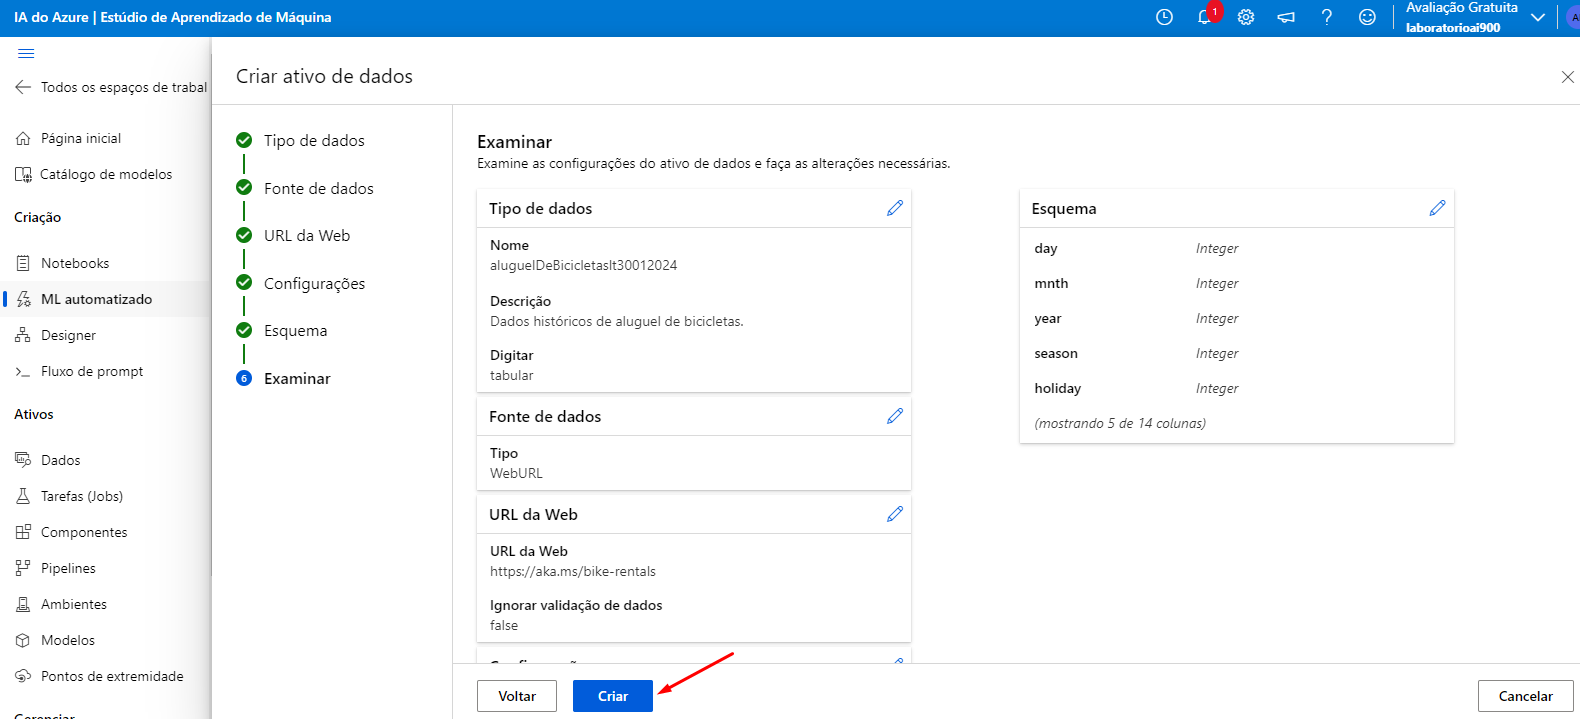 IA do Azure | Estúdio de Aprendizado de Máquina
1
Avaliação Gratuita
laboratorioai900
Todos os espaços de trabal
Página inicial
Catálogo de modelos
Criação
Notebooks
ML automatizado
Designer
Fluxo de prompt
Ativos
Dados
Tarefas (Jobs)
Componentes
Pipelines
Ambientes
Modelos
Pontos de extremidade
Gerenciar
Criar ativo de dados
Tipo de dados
Fonte de dados
URL da Web
Configurações
Esquema
6 Examinar
Examinar
Examine as configurações do ativo de dados e faça as alterações necessárias.
Tipo de dados
Nome
aluguelDeBicicletaslt30012024
Descrição
Dados históricos de aluguel de bicicletas.
Digitar
tabular
Fonte de dados
Tipo
WebURL
URL da Web
URL da Web
https://aka.ms/bike-rentals
Ignorar validação de dados
false
Configurações
Esquema
day Integer
mnth Integer
year Integer
season Integer
holiday Integer
(mostrando 5 de 14 colunas)
Voltar
Criar
Cancelar